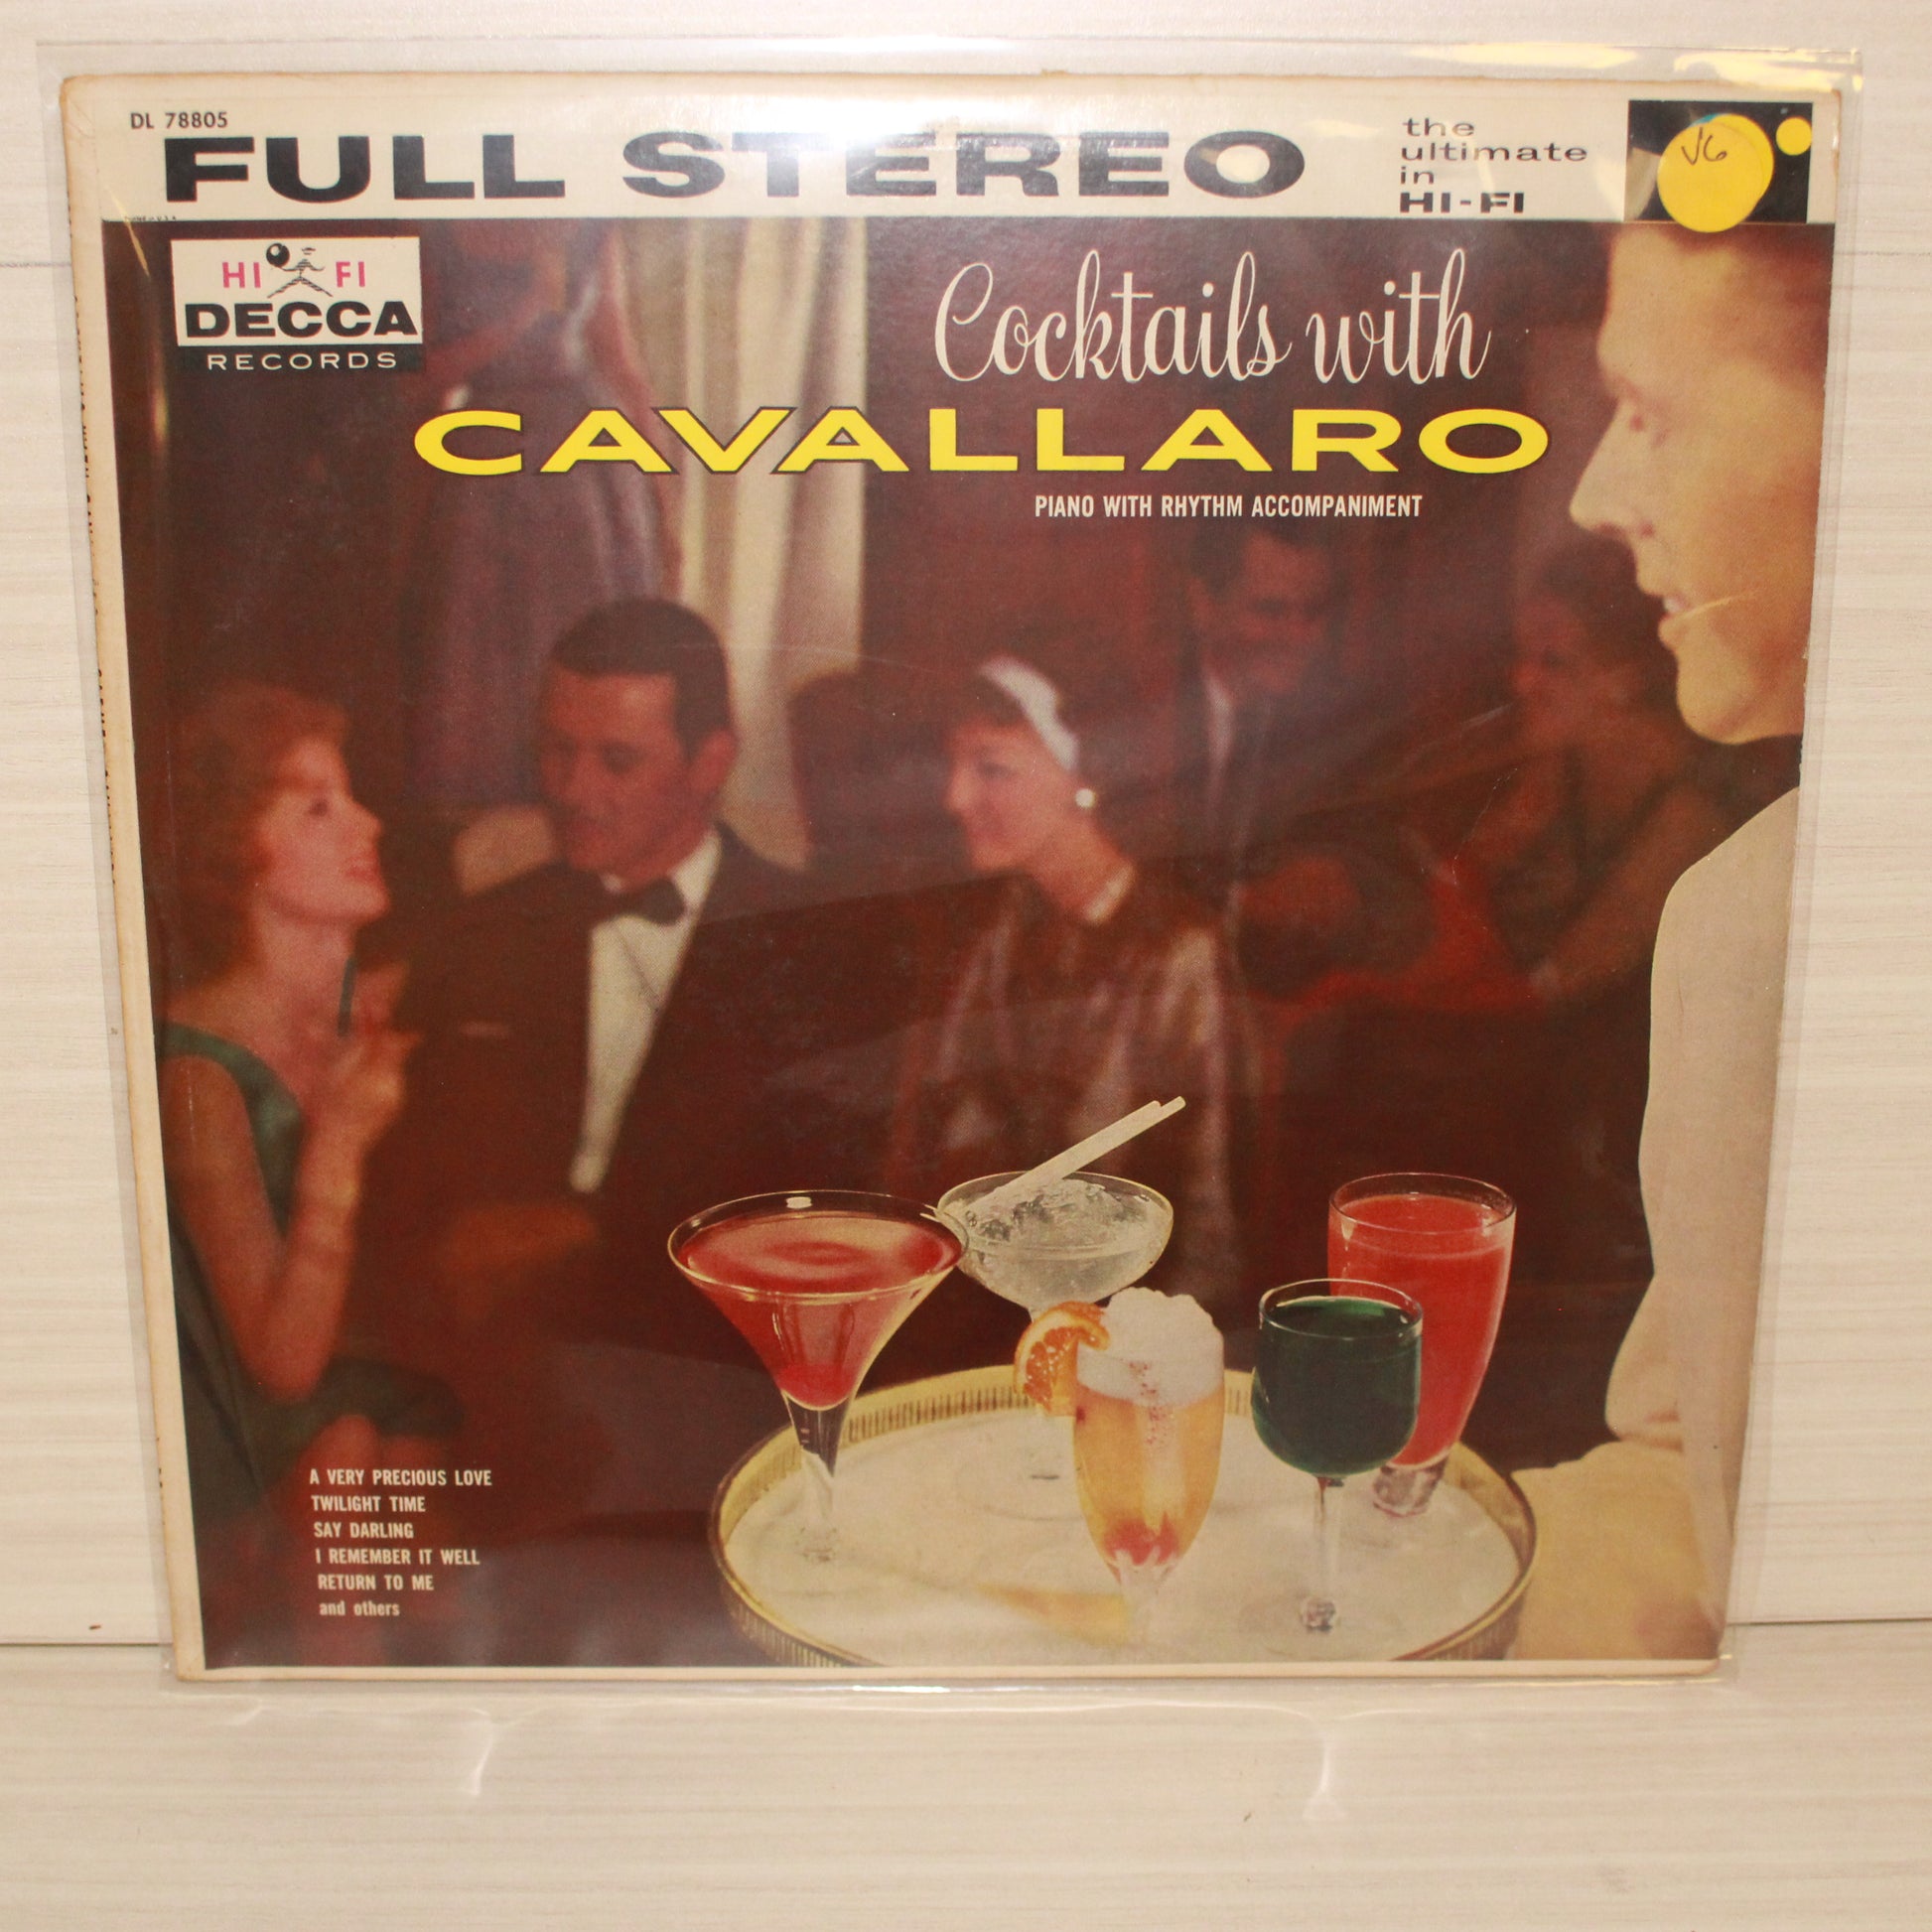 DL 78805
FULL STEREO
the
ultimate
in
HI-FI
VG
HI FI
DECCA
RECORDS
Cocktails with
CAVALLARO
PIANO WITH RHYTHM ACCOMPANIMENT
A VERY PRECIOUS LOVE
TWILIGHT TIME
SAY DARLING
I REMEMBER IT WELL
RETURN TO ME
and others